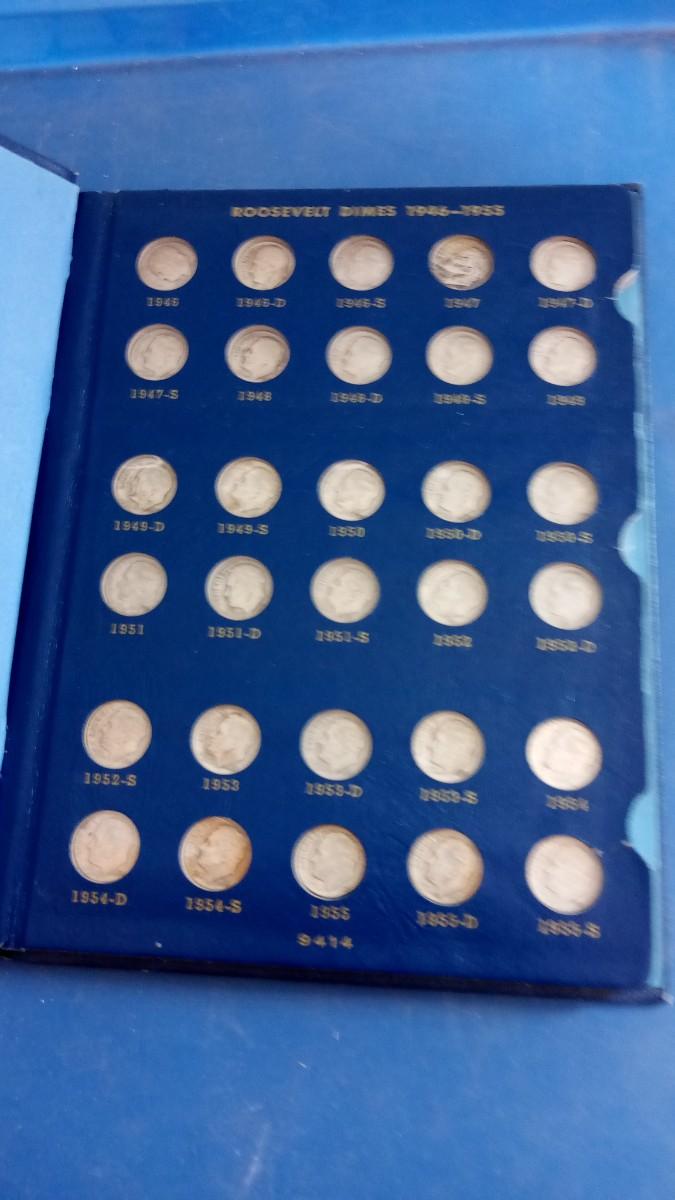 ROOSEVELT DIMES 1946–1955
1946 1946-D 1946-S 1947 1947-D
1947-S 1948 1948-D 1948-S 1949
1949-D 1949-S 1950 1950-D 1950-S
1951 1951-D 1951-S 1952 1952-D
1952-S 1953 1953-D 1953-S 1954
1954-D 1954-S 1955 1955-D 1955-S
9414